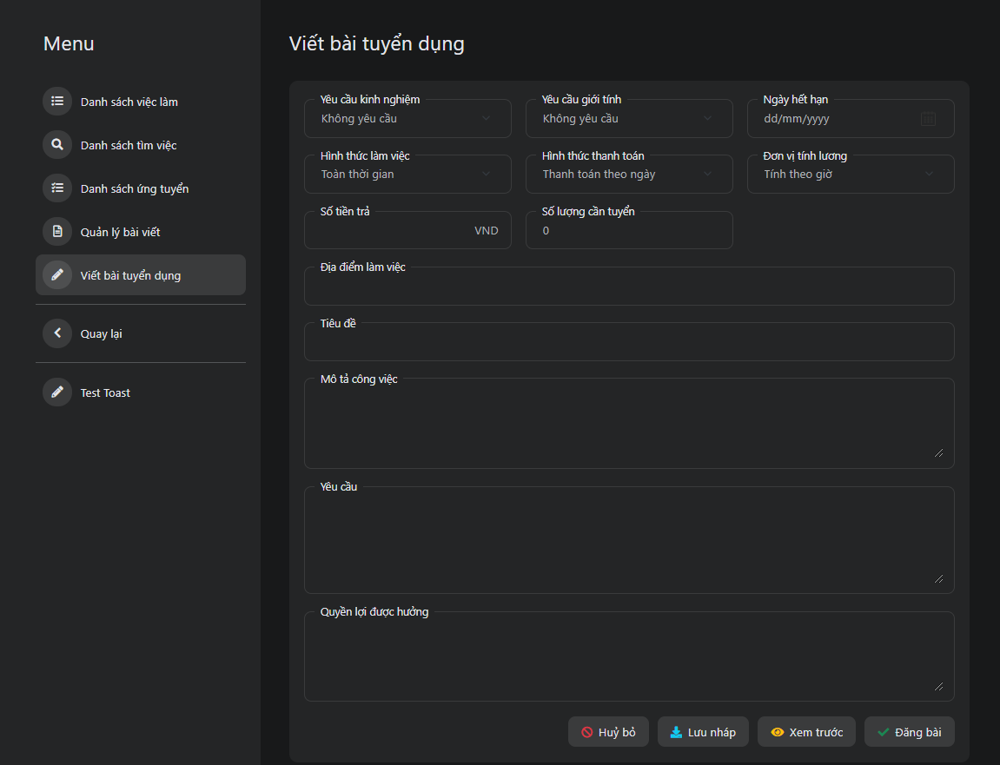 Menu
Danh sách việc làm
Danh sách tìm việc
Danh sách ứng tuyển
Quản lý bài viết
Viết bài tuyển dụng
Quay lại
Test Toast
Viết bài tuyển dụng
Yêu cầu kinh nghiệm
Không yêu cầu
Yêu cầu giới tính
Không yêu cầu
Ngày hết hạn
dd/mm/yyyy
Hình thức làm việc
Toàn thời gian
Hình thức thanh toán
Thanh toán theo ngày
Đơn vị tính lương
Tính theo giờ
Số tiền trả
VND
Số lượng cần tuyển
0
Địa điểm làm việc
Tiêu đề
Mô tả công việc
Yêu cầu
Quyền lợi được hưởng
Huỷ bỏ
Lưu nháp
Xem trước
Đăng bài